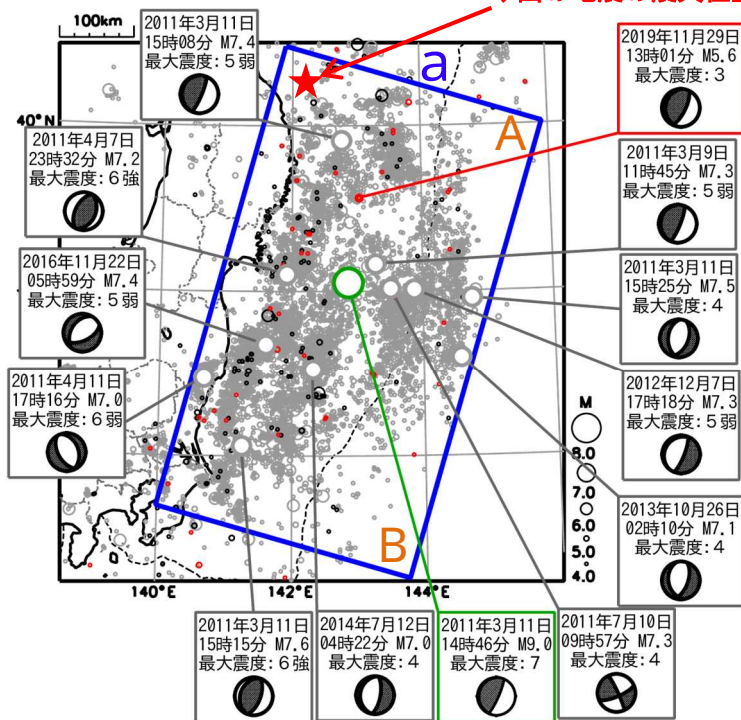 今回の地震の震央位置
100km
2011年3月11日
15時08分 M7.4
最大震度:5弱
2019年11月29日
13時01分 M5.6
最大震度:3
a
A
40°N
2011年4月7日
23時32分 M7.2
最大震度:6強
2011年3月9日
11時45分 M7.3
最大震度:5弱
2016年11月22日
05時59分 M7.4
最大震度:5弱
2011年3月11日
15時25分 M7.5
最大震度:4
2011年4月11日
17時16分 M7.0
最大震度:6弱
2012年12月7日
17時18分 M7.3
最大震度:5弱
M
8.0
7.0
6.0
5.0
4.0
2013年10月26日
02時10分 M7.1
最大震度:4
B
140°E
142°E
144°E
2011年3月11日
15時15分 M7.6
最大震度:6強
2014年7月12日
04時22分 M7.0
最大震度:4
2011年3月11日
14時46分 M9.0
最大震度:7
2011年7月10日
09時57分 M7.3
最大震度:4